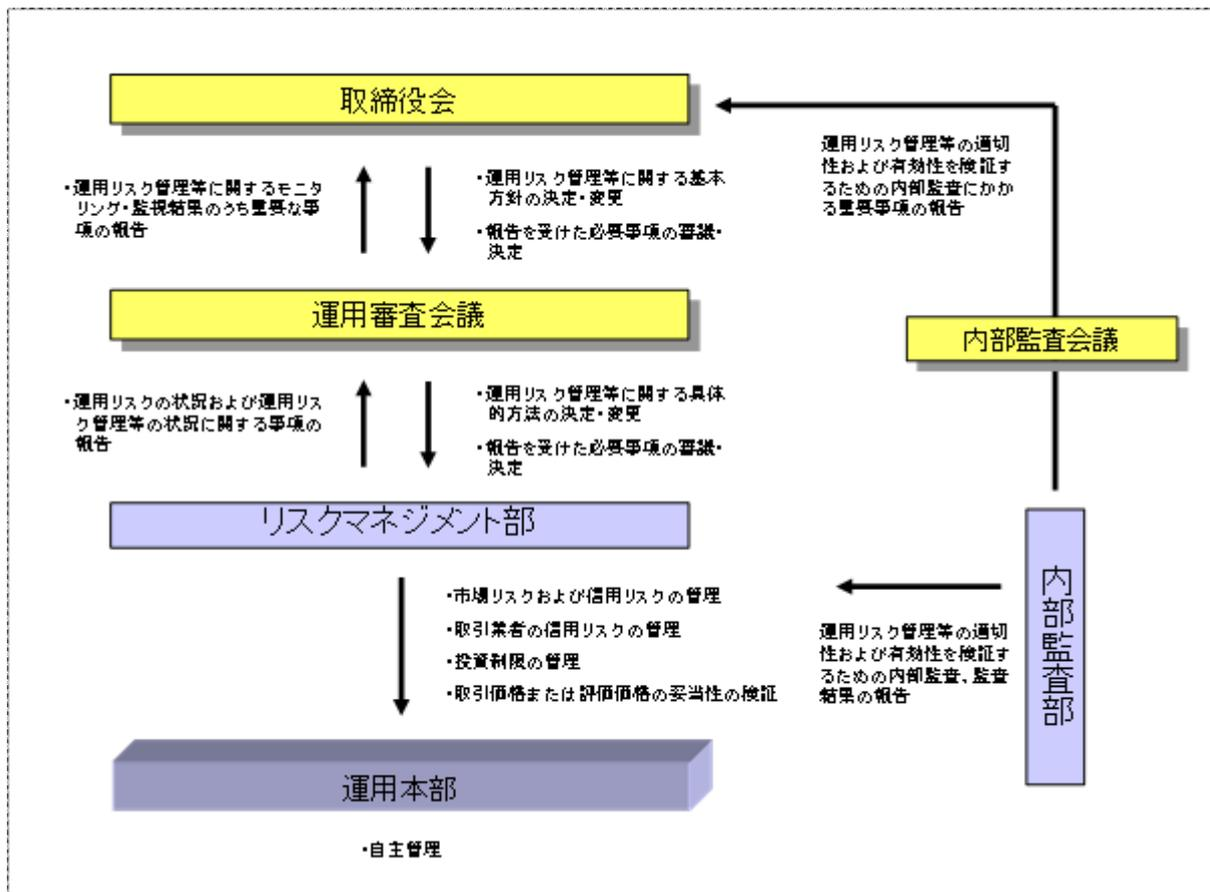 取締役会
・運用リスク管理等に関するモニ
タリング・監視結果のうち重要な事
項の報告
・運用リスク管理等に関する基本
方針の決定・変更
・報告を受けた必要事項の審議・
決定
運用リスク管理等の適切
性および有効性を検証す
るための内部監査にかか
る重要事項の報告
運用審査会議
内部監査会議
・運用リスクの状況および運用リス
ク管理等の状況に関する事項の
報告
・運用リスク管理等に関する具体
的方法の決定・変更
・報告を受けた必要事項の審議・
決定
リスクマネジメント部
・市場リスクおよび信用リスクの管理
・取引業者の信用リスクの管理
・投資制限の管理
・取引価格または評価価格の妥当性の検証
運用リスク管理等の適切
性および有効性を検証す
るための内部監査、監査
結果の報告
内部監査部
運用本部
・自主管理